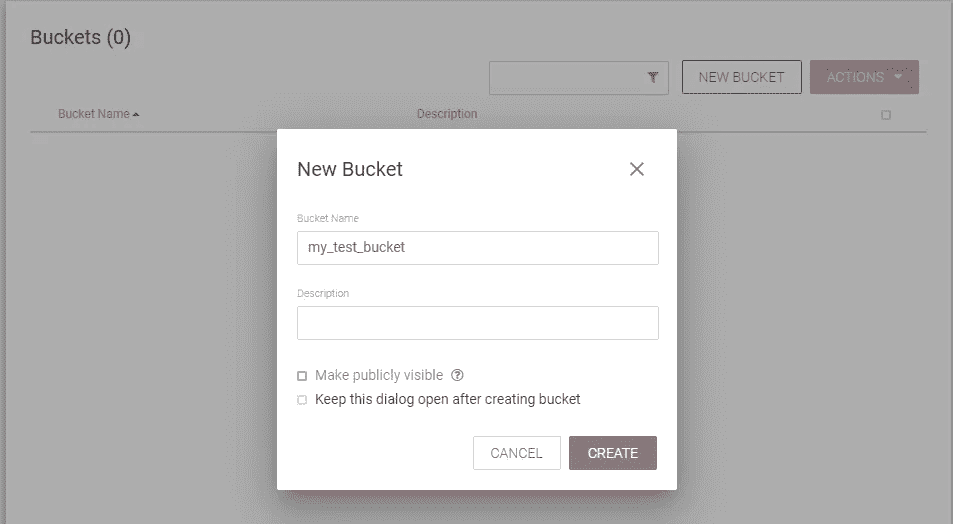 Buckets (0)
NEW BUCKET
ACTIONS
Bucket Name
Description
New Bucket
Bucket Name
my_test_bucket
Description
Make publicly visible
Keep this dialog open after creating bucket
CANCEL
CREATE